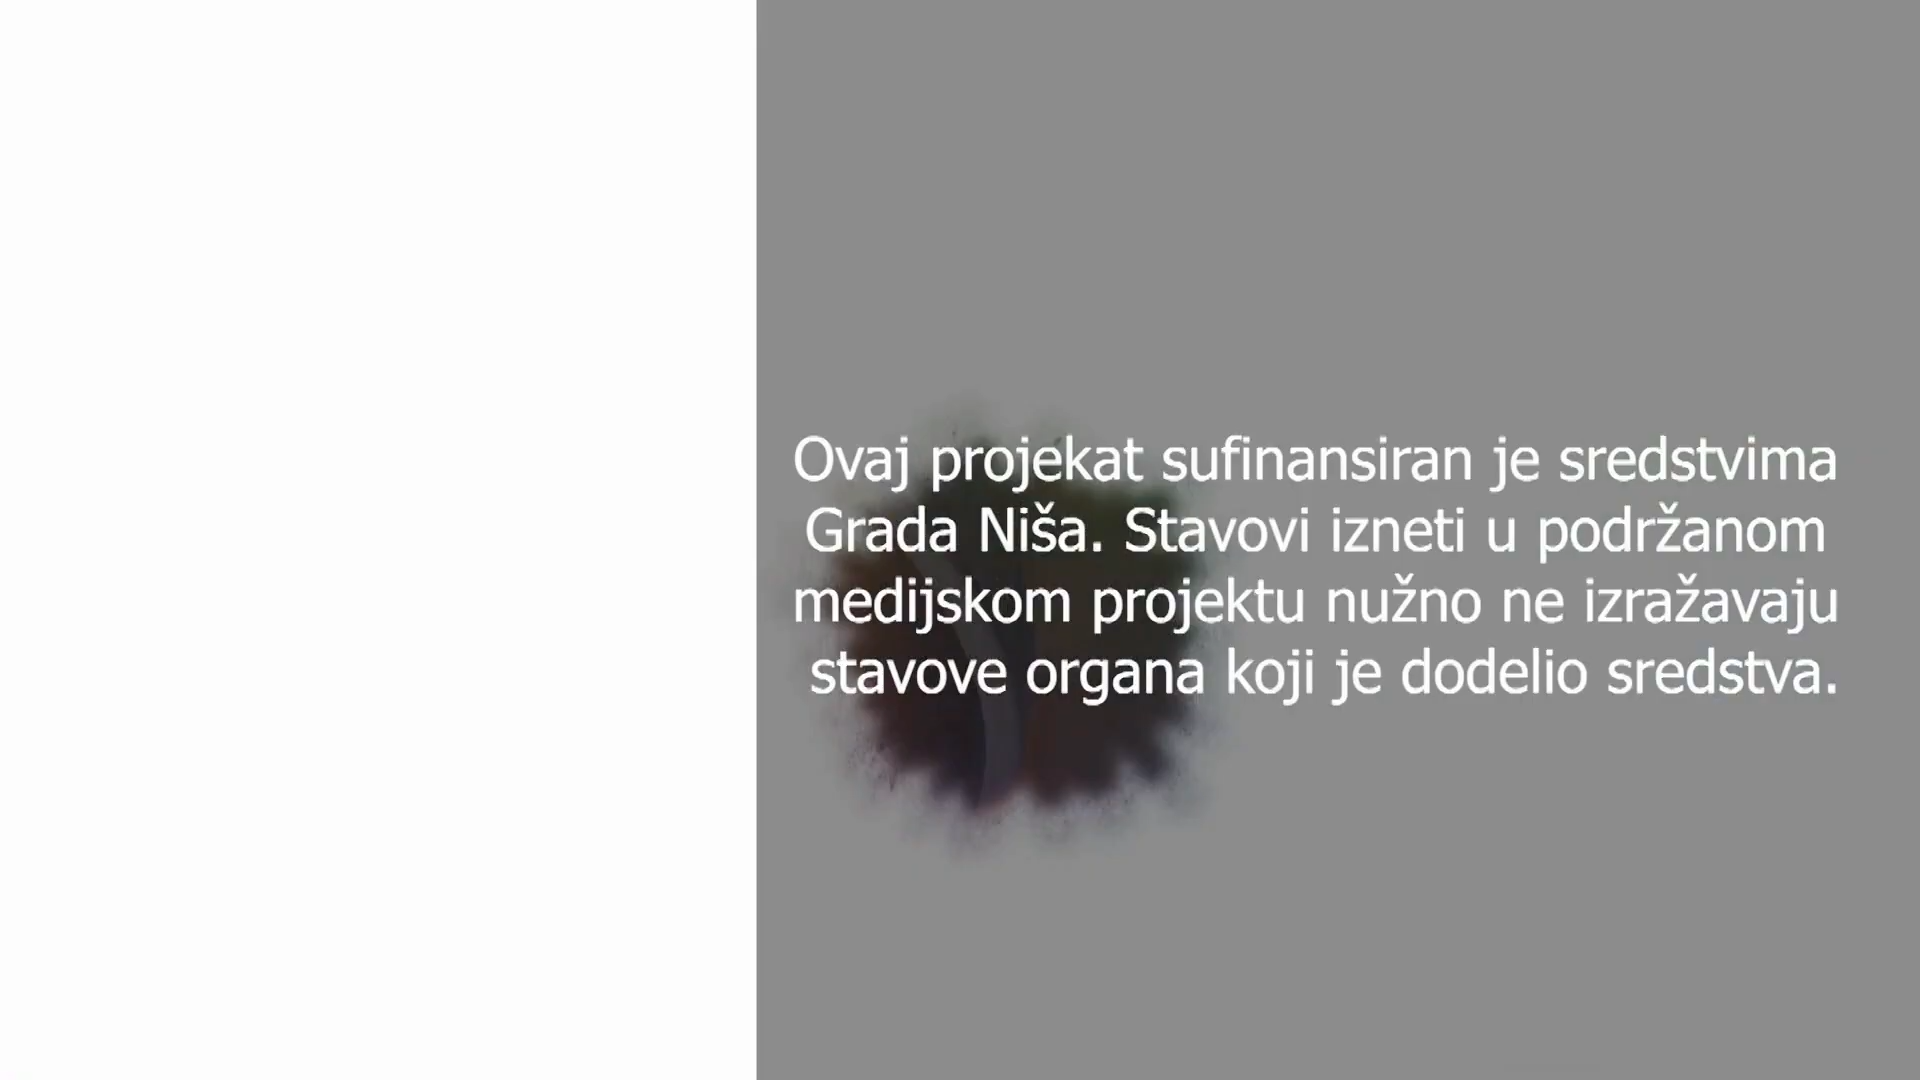 Ovaj projekat sufinansiran je sredstvima
Grada Niša. Stavovi izneti u podržanom
medijskom projektu nužno ne izražavaju
stavove organa koji je dodelio sredstva.